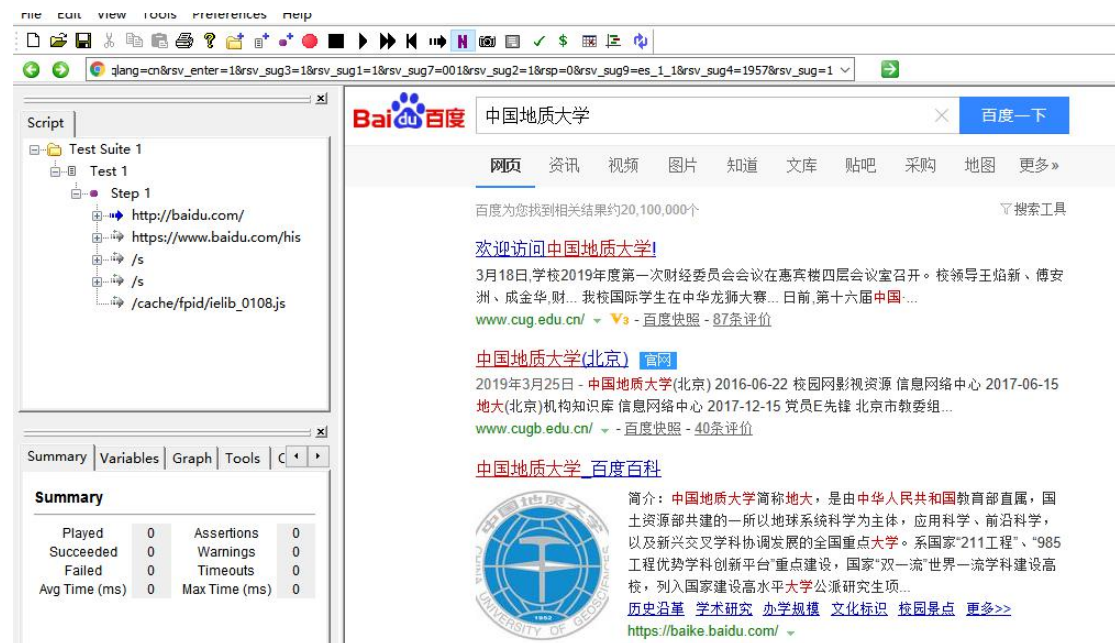 File Edit View Tools Preferences Help
qlang=cn&rsv_enter=1&rsv_sug3=1&rsv_sug1=1&rsv_sug7=001&rsv_sug2=1&rsp=0&rsv_sug9=es_1_1&rsv_sug4=1957&rsv_sug=1
Script
Test Suite 1
Test 1
Step 1
http://baidu.com/
https://www.baidu.com/his
/s
/s
/cache/fpid/ielib_0108.js
Summary Variables Graph Tools
Summary
Played 0 Assertions 0
Succeeded 0 Warnings 0
Failed 0 Timeouts 0
Avg Time (ms) 0 Max Time (ms) 0
Bai du 百度 中国地质大学 百度一下
网页 资讯 视频 图片 知道 文库 贴吧 采购 地图 更多»
百度为您找到相关结果约20,100,000个 搜索工具
欢迎访问中国地质大学!
3月18日,学校2019年度第一次财经委员会会议在惠宾楼四层会议室召开。校领导王焰新、傅安
洲、成金华,财... 我校国际学生在中华龙狮大赛... 日前,第十六届中国·...
www.cug.edu.cn/ V3 - 百度快照 - 87条评价
中国地质大学(北京) 官网
2019年3月25日 - 中国地质大学(北京) 2016-06-22 校园网影视资源 信息网络中心 2017-06-15
地大(北京)机构知识库 信息网络中心 2017-12-15 党员E先锋 北京市教委组...
www.cugb.edu.cn/ - 百度快照 - 40条评价
中国地质大学_百度百科
中国地质大学
CHINA UNIVERSITY OF GEOSCIENCES
1952
简介：中国地质大学简称地大，是由中华人民共和国教育部直属，国
土资源部共建的一所以地球系统科学为主体，应用科学、前沿科学，
以及新兴交叉学科协调发展的全国重点大学。系国家“211工程”、“985
工程优势学科创新平台”重点建设，国家“双一流”世界一流学科建设高
校，列入国家建设高水平大学公派研究生项...
历史沿革 学术研究 办学规模 文化标识 校园景点 更多>>
https://baike.baidu.com/